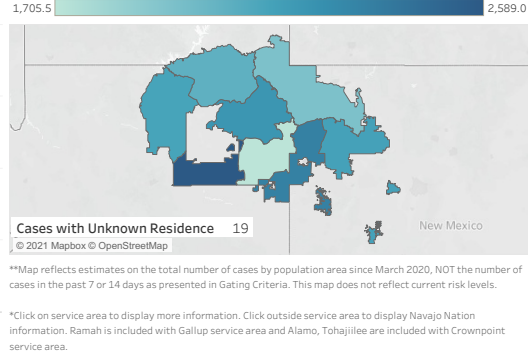 1,705.5
2,589.0
New Mexico
Cases with Unknown Residence 19
© 2021 Mapbox © OpenStreetMap
**Map reflects estimates on the total number of cases by population area since March 2020, NOT the number of
cases in the past 7 or 14 days as presented in Gating Criteria. This map does not reflect current risk levels.
*Click on service area to display more information. Click outside service area to display Navajo Nation
information. Ramah is included with Gallup service area and Alamo, Tohajiilee are included with Crownpoint
service area.